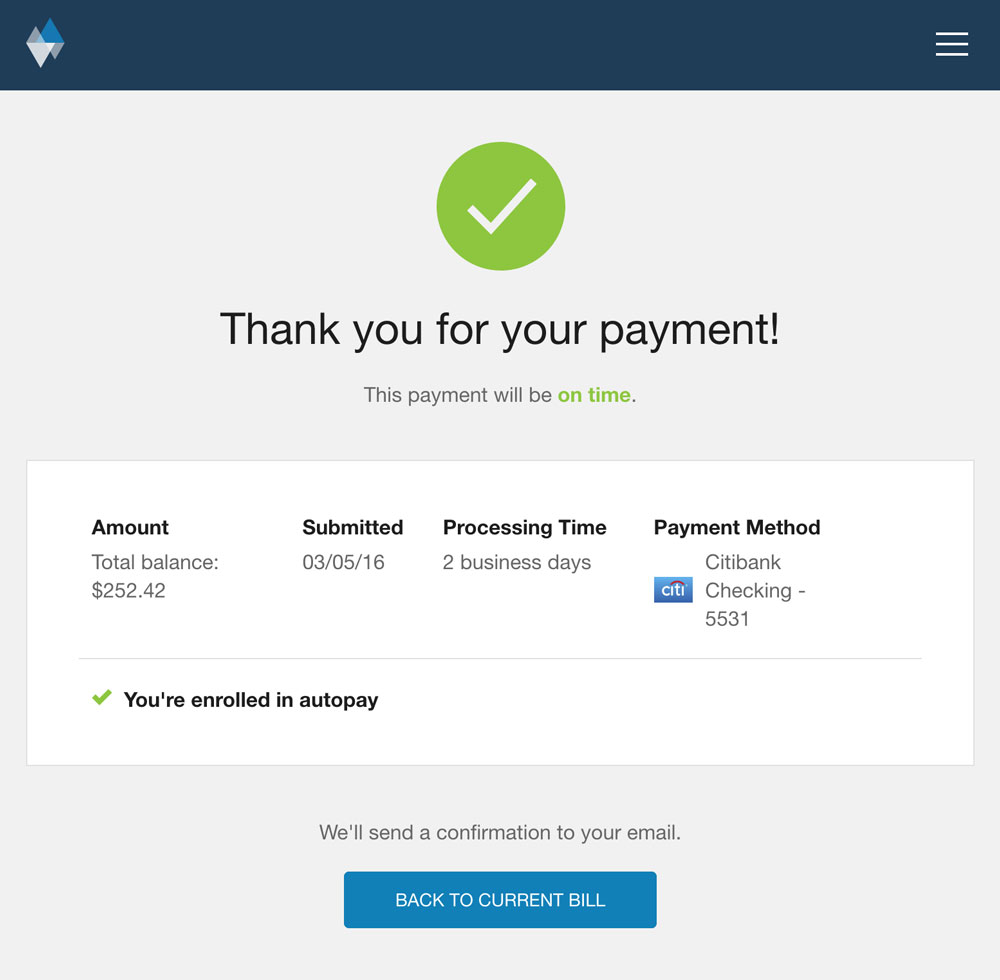 Thank you for your payment!
This payment will be on time.
Amount
Total balance:
$252.42
Submitted
03/05/16
Processing Time
2 business days
Payment Method
citi
Citibank
Checking -
5531
You're enrolled in autopay
We'll send a confirmation to your email.
BACK TO CURRENT BILL